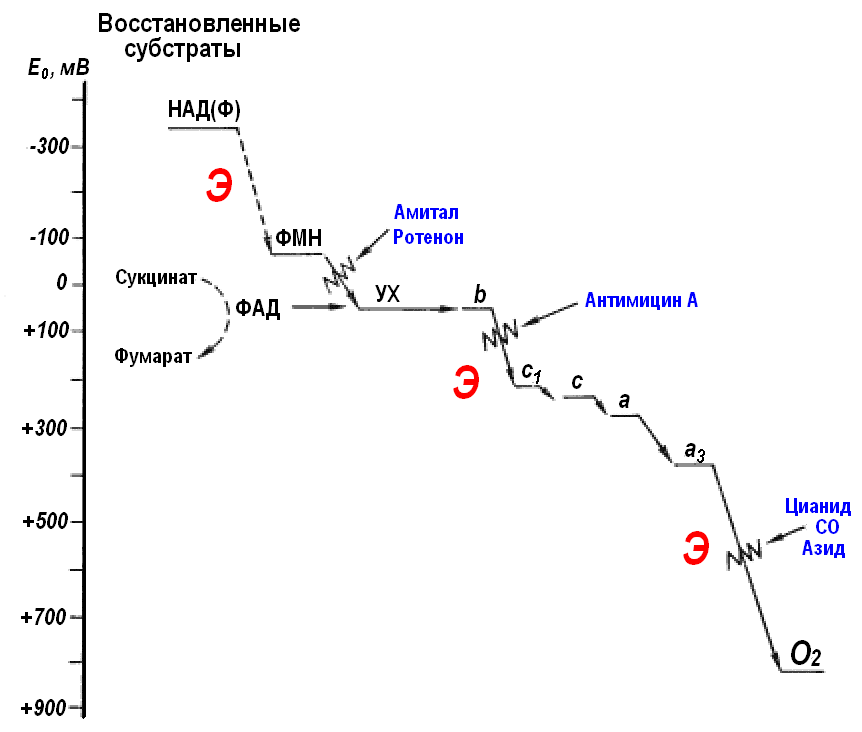 Восстановленные
субстраты
E₀, мВ
НАД(Ф)
-300
Э
Амитал
Ротенон
-100
ФМН
0
Сукцинат
ФАД
УХ
b
Антимицин А
+100
Фумарат
Э
c₁
c
a
+300
a₃
+500
Э
Цианид
СО
Азид
+700
O₂
+900